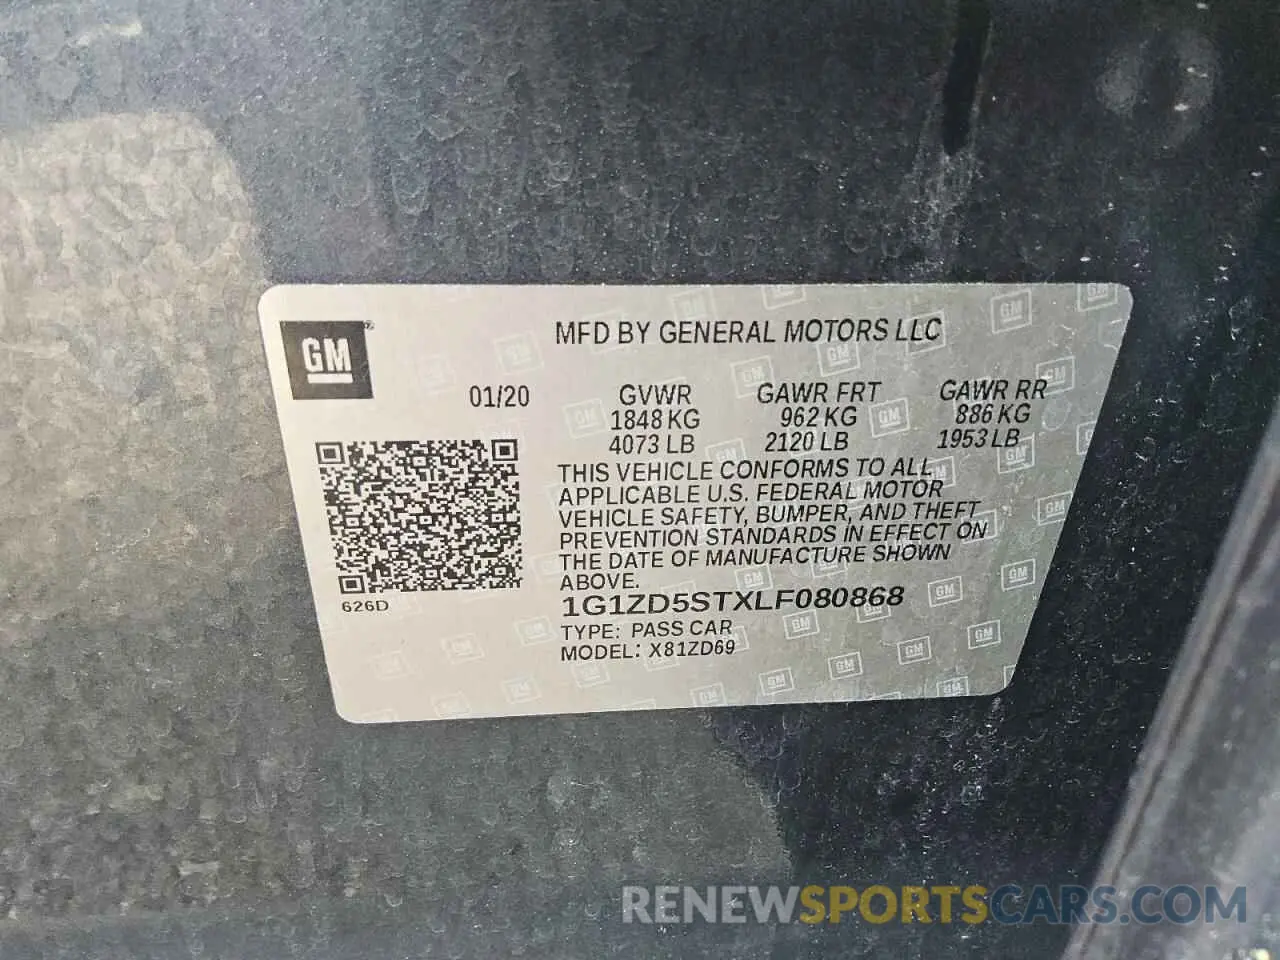 GM®
MFD BY GENERAL MOTORS LLC
01/20
GVWR GAWR FRT GAWR RR
1848 KG 962 KG 886 KG
4073 LB 2120 LB 1953 LB
THIS VEHICLE CONFORMS TO ALL
APPLICABLE U.S. FEDERAL MOTOR
VEHICLE SAFETY, BUMPER, AND THEFT
PREVENTION STANDARDS IN EFFECT ON
THE DATE OF MANUFACTURE SHOWN
ABOVE.
626D
1G1ZD5STXLF080868
TYPE: PASS CAR
MODEL: X81ZD69
RENEWSPORTSCARS.COM